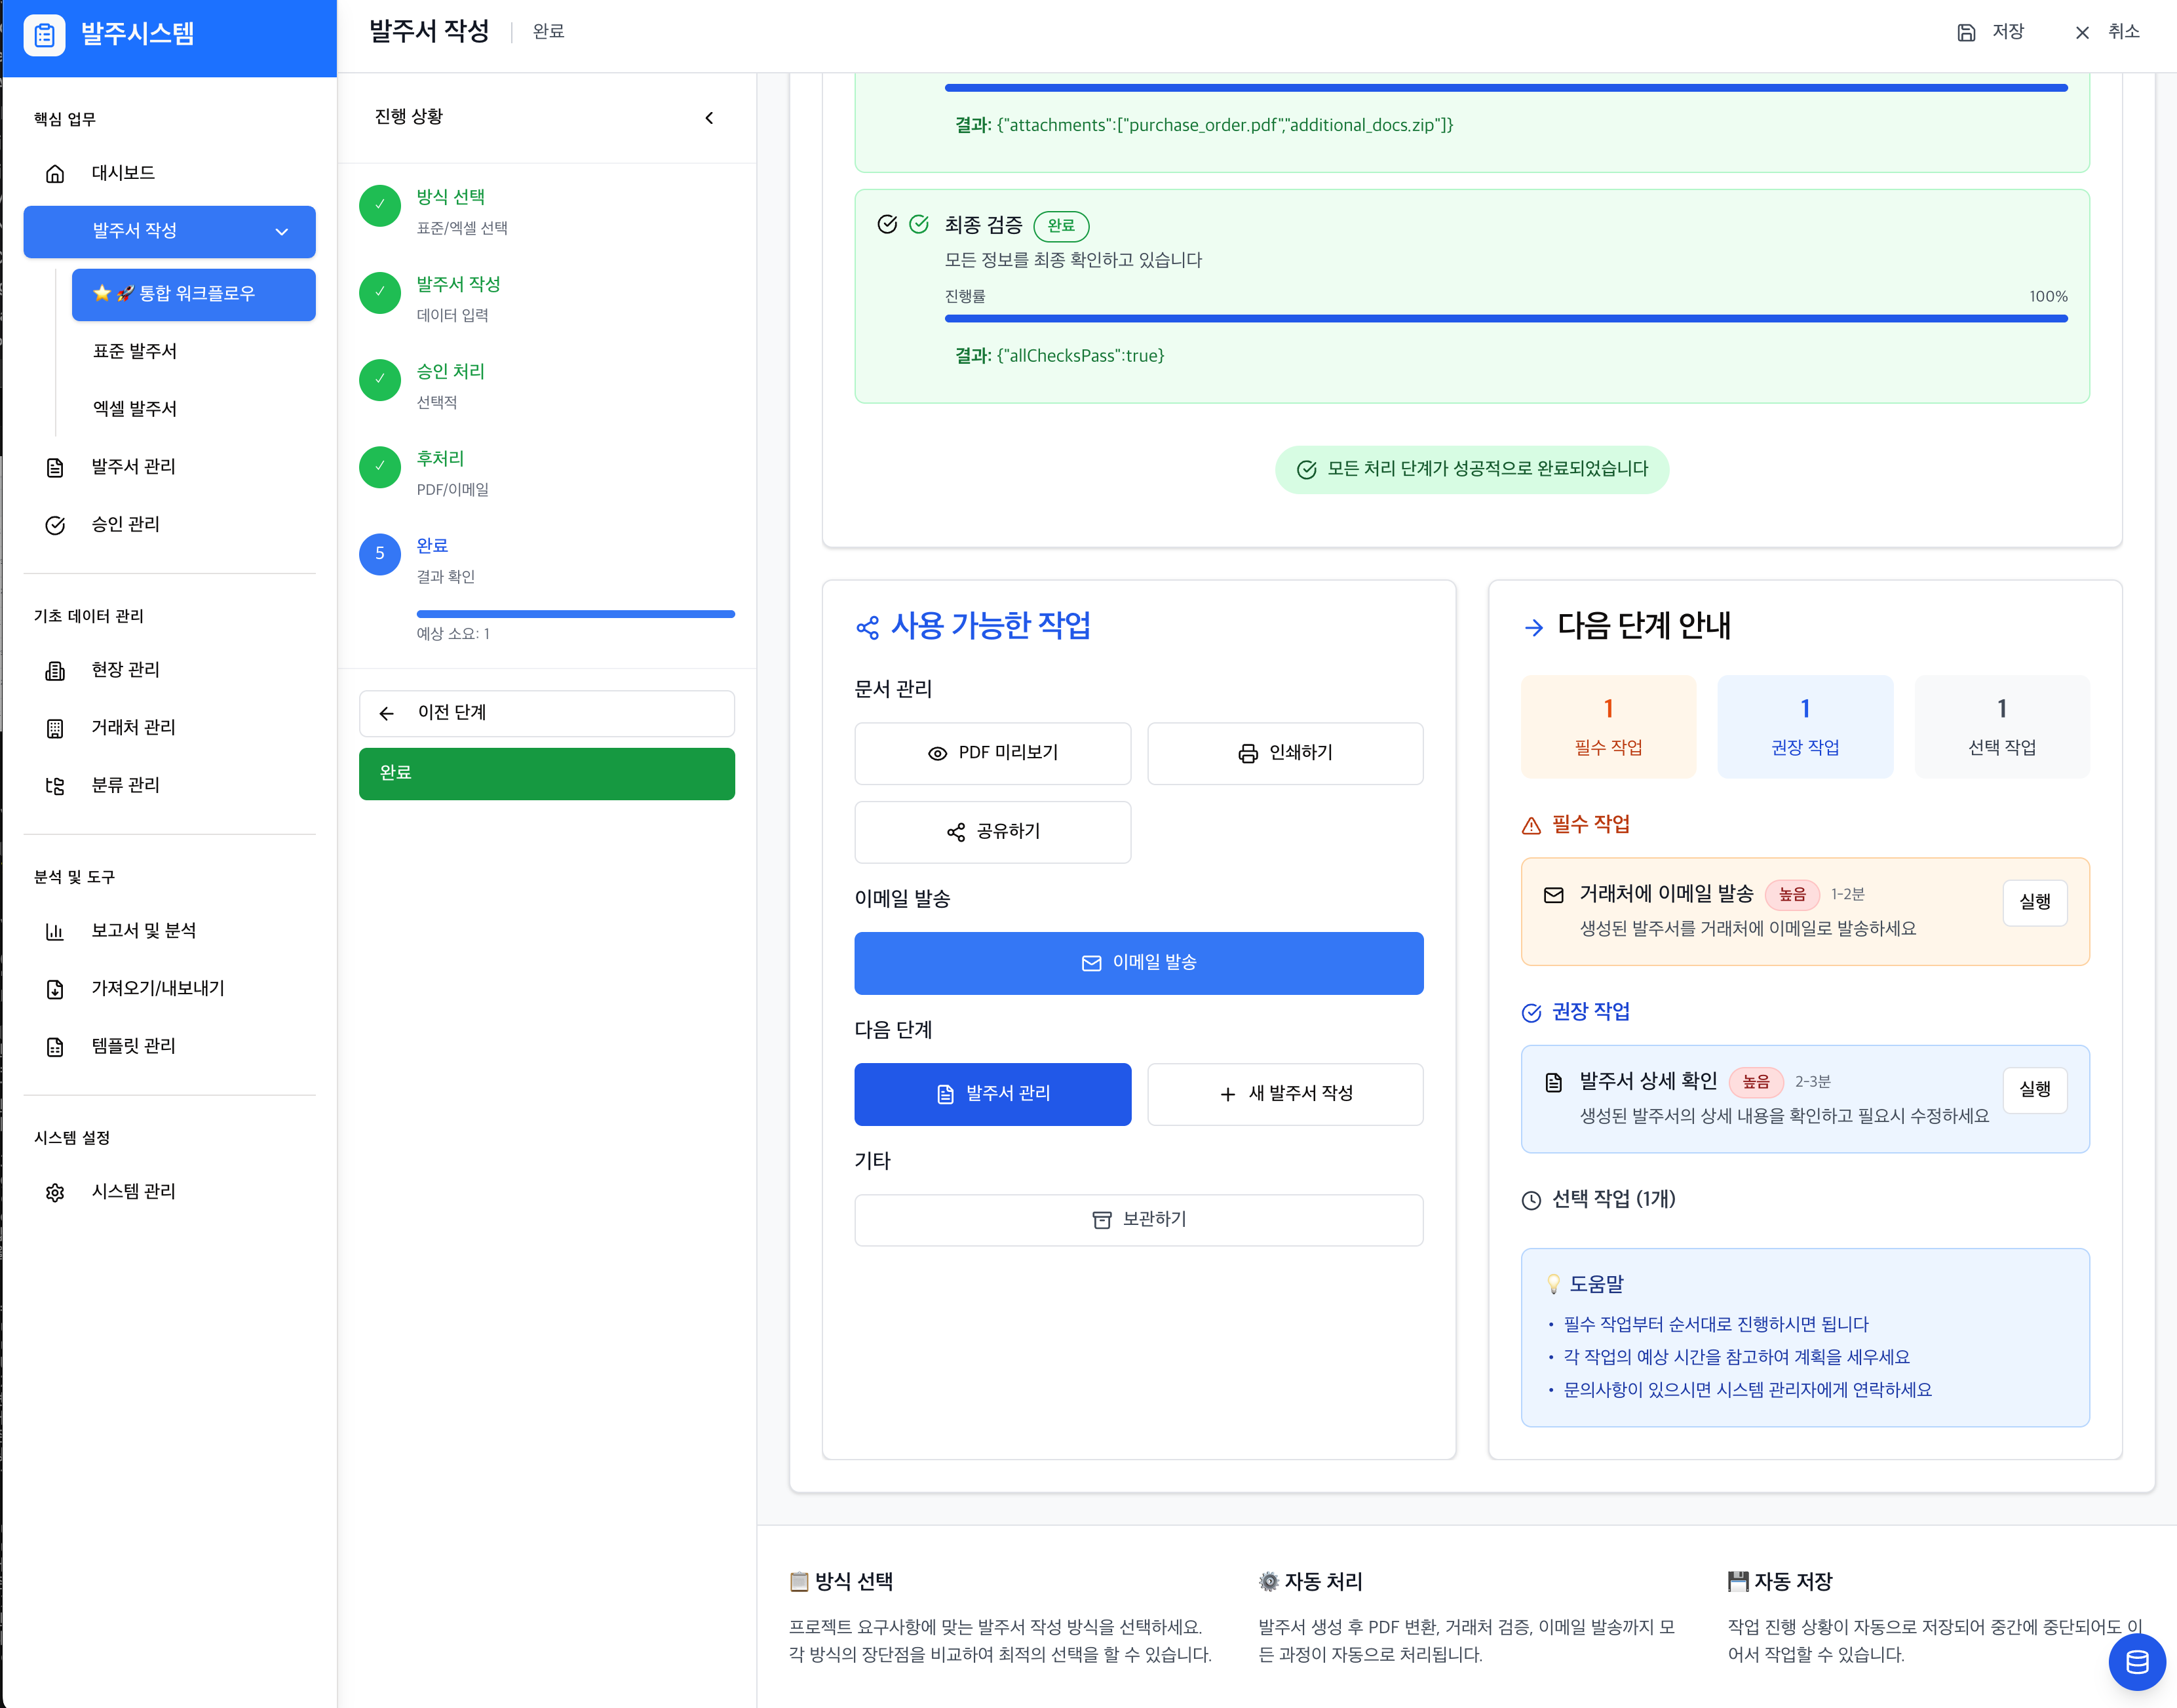 발주시스템
핵심 업무
대시보드
발주서 작성
⭐ 🚀 통합 워크플로우
표준 발주서
엑셀 발주서
발주서 관리
승인 관리
기초 데이터 관리
현장 관리
거래처 관리
분류 관리
분석 및 도구
보고서 및 분석
가져오기/내보내기
템플릿 관리
시스템 설정
시스템 관리
발주서 작성
완료
저장
취소
진행 상황
방식 선택
표준/엑셀 선택
발주서 작성
데이터 입력
승인 처리
선택적
후처리
PDF/이메일
5
완료
결과 확인
예상 소요: 1
이전 단계
완료
결과: {"attachments":["purchase_order.pdf","additional_docs.zip"]}
최종 검증
완료
모든 정보를 최종 확인하고 있습니다
진행률
100%
결과: {"allChecksPass":true}
모든 처리 단계가 성공적으로 완료되었습니다
사용 가능한 작업
문서 관리
PDF 미리보기
인쇄하기
공유하기
이메일 발송
이메일 발송
다음 단계
발주서 관리
새 발주서 작성
기타
보관하기
다음 단계 안내
1
필수 작업
1
권장 작업
1
선택 작업
필수 작업
거래처에 이메일 발송
높음
1-2분
생성된 발주서를 거래처에 이메일로 발송하세요
실행
권장 작업
발주서 상세 확인
높음
2-3분
생성된 발주서의 상세 내용을 확인하고 필요시 수정하세요
실행
선택 작업 (1개)
💡 도움말
• 필수 작업부터 순서대로 진행하시면 됩니다
• 각 작업의 예상 시간을 참고하여 계획을 세우세요
• 문의사항이 있으시면 시스템 관리자에게 연락하세요
📋 방식 선택
프로젝트 요구사항에 맞는 발주서 작성 방식을 선택하세요.
각 방식의 장단점을 비교하여 최적의 선택을 할 수 있습니다.
⚙️ 자동 처리
발주서 생성 후 PDF 변환, 거래처 검증, 이메일 발송까지 모
든 과정이 자동으로 처리됩니다.
💾 자동 저장
작업 진행 상황이 자동으로 저장되어 중간에 중단되어도 이
어서 작업할 수 있습니다.